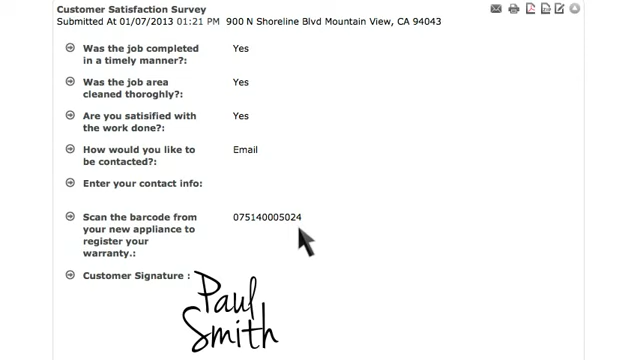 Customer Satisfaction Survey
Submitted At 01/07/2013 01:21 PM 900 N Shoreline Blvd Mountain View, CA 94043
Was the job completed
in a timely manner?: Yes
Was the job area
cleaned thoroghly?: Yes
Are you satisified with
the work done?: Yes
How would you like to
be contacted?: Email
Enter your contact info:
Scan the barcode from
your new appliance to
register your
warranty.: 075140005024
Customer Signature :
Paul
Smith